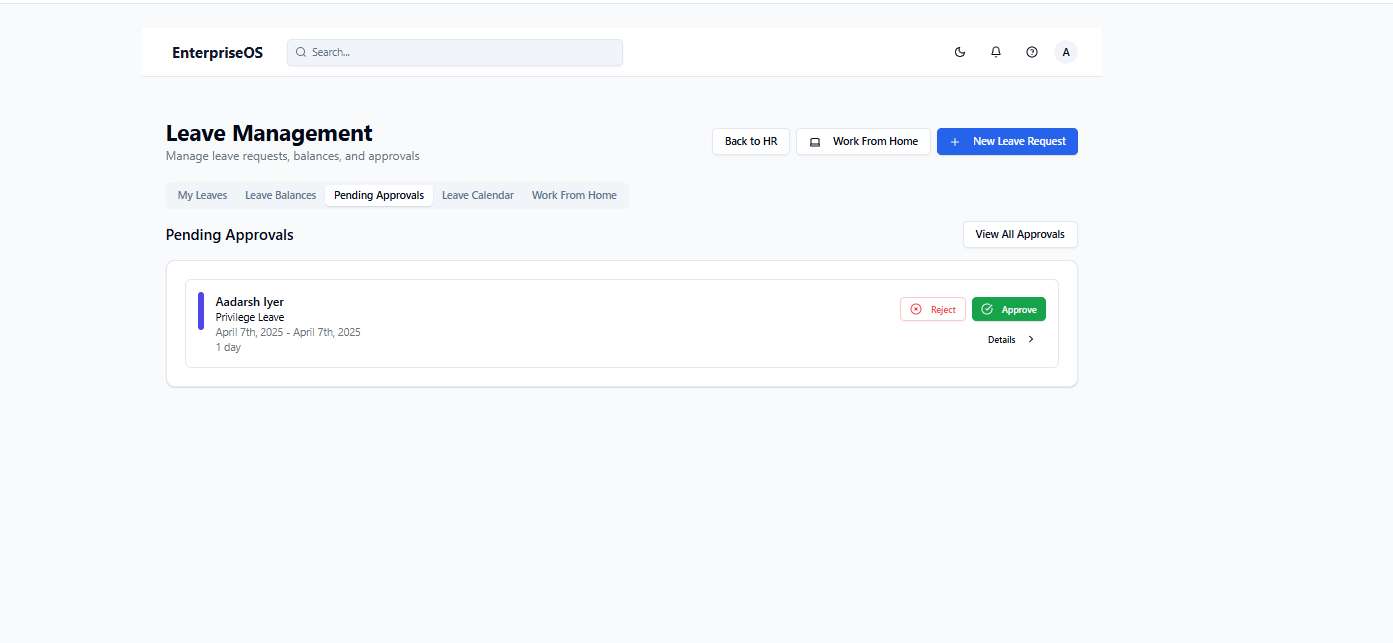 EnterpriseOS
Search...
A
Leave Management
Manage leave requests, balances, and approvals
Back to HR
Work From Home
New Leave Request
My Leaves
Leave Balances
Pending Approvals
Leave Calendar
Work From Home
Pending Approvals
View All Approvals
Aadarsh Iyer
Privilege Leave
April 7th, 2025 - April 7th, 2025
1 day
Reject
Approve
Details